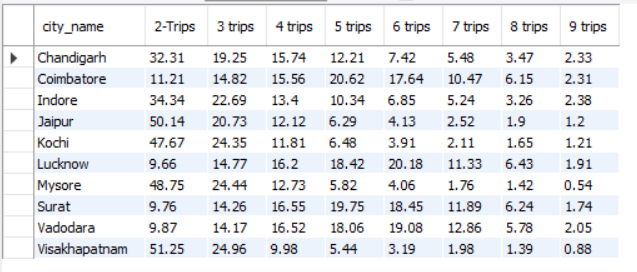 city_name 2-Trips 3 trips 4 trips 5 trips 6 trips 7 trips 8 trips 9 trips
Chandigarh 32.31 19.25 15.74 12.21 7.42 5.48 3.47 2.33
Coimbatore 11.21 14.82 15.56 20.62 17.64 10.47 6.15 2.31
Indore 34.34 22.69 13.4 10.34 6.85 5.24 3.26 2.38
Jaipur 50.14 20.73 12.12 6.29 4.13 2.52 1.9 1.2
Kochi 47.67 24.35 11.81 6.48 3.91 2.11 1.65 1.21
Lucknow 9.66 14.77 16.2 18.42 20.18 11.33 6.43 1.91
Mysore 48.75 24.44 12.73 5.82 4.06 1.76 1.42 0.54
Surat 9.76 14.26 16.55 19.75 18.45 11.89 6.24 1.74
Vadodara 9.87 14.17 16.52 18.06 19.08 12.86 5.78 2.05
Visakhapatnam 51.25 24.96 9.98 5.44 3.19 1.98 1.39 0.88